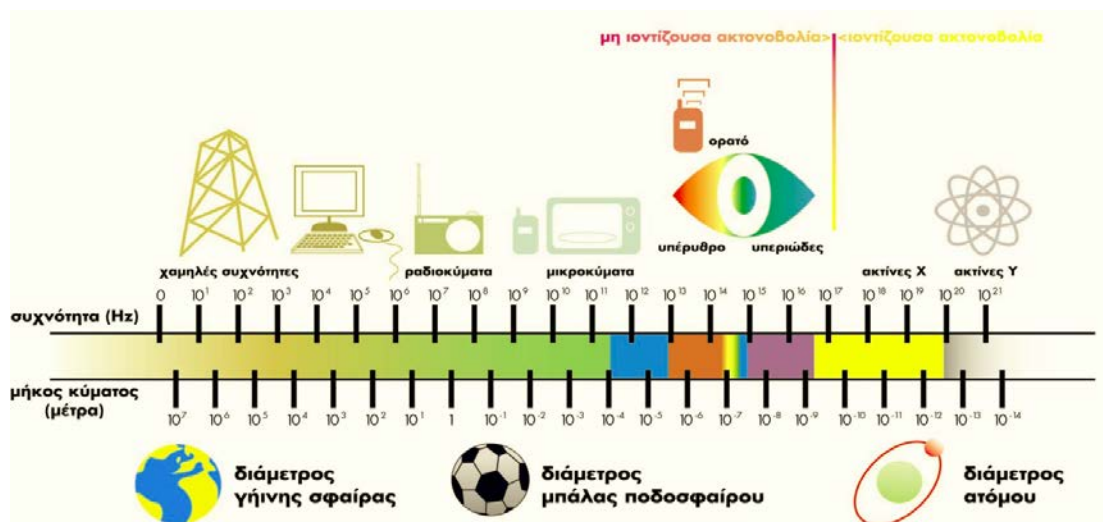 μη ιοντίζουσα ακτονοβολία> <ιοντίζουσα ακτονοβολία
ορατό
υπέρυθρο υπεριώδες
χαμηλές συχνότητες ραδιοκύματα μικροκύματα ακτίνες Χ ακτίνες Υ
0 10¹ 10² 10³ 10⁴ 10⁵ 10⁶ 10⁷ 10⁸ 10⁹ 10¹⁰ 10¹¹ 10¹² 10¹³ 10¹⁴ 10¹⁵ 10¹⁶ 10¹⁷ 10¹⁸ 10¹⁹ 10²⁰ 10²¹
συχνότητα (Hz)
μήκος κύματος
(μέτρα)
10⁷ 10⁶ 10⁵ 10⁴ 10³ 10² 10¹ 1 10⁻¹ 10⁻² 10⁻³ 10⁻⁴ 10⁻⁵ 10⁻⁶ 10⁻⁷ 10⁻⁸ 10⁻⁹ 10⁻¹⁰ 10⁻¹¹ 10⁻¹² 10⁻¹³ 10⁻¹⁴
διάμετρος
γήινης σφαίρας
διάμετρος
μπάλας ποδοσφαίρου
διάμετρος
ατόμου